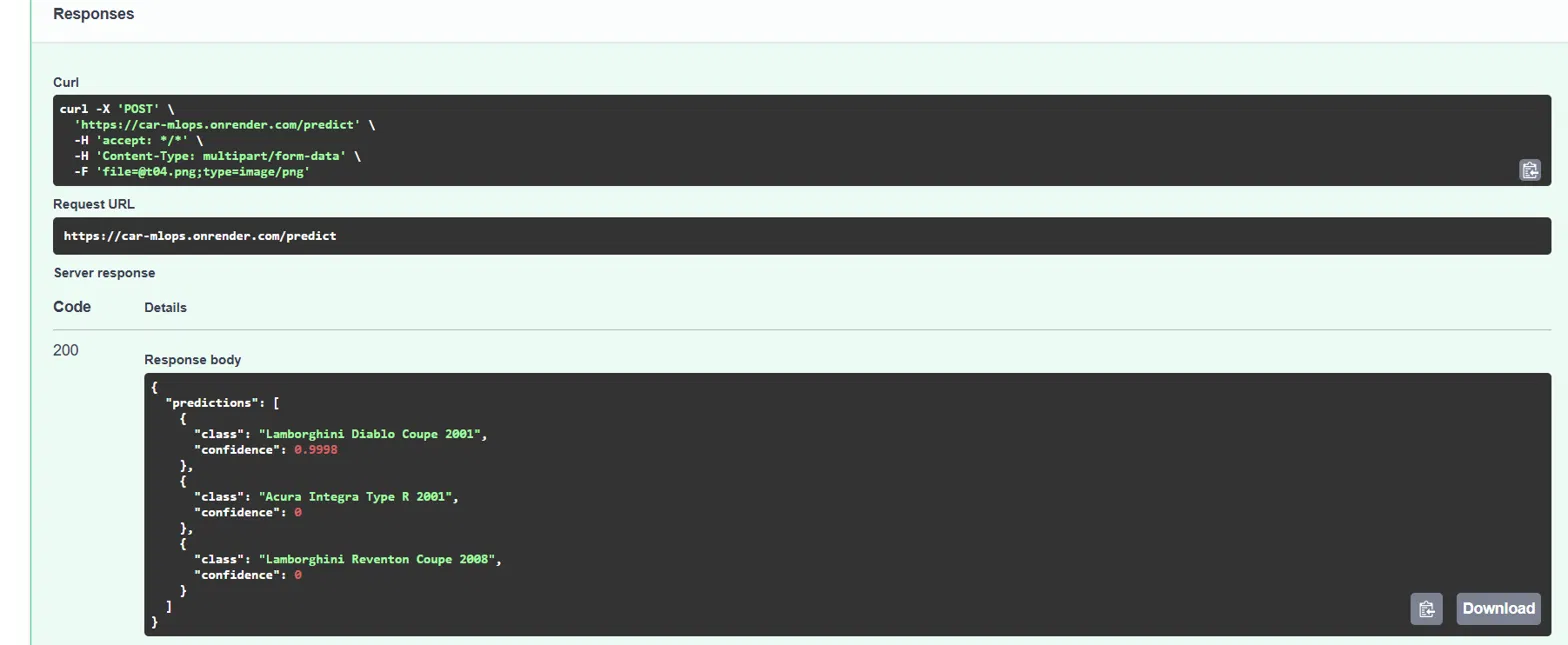 Responses
Curl
curl -X 'POST' \
  'https://car-mlops.onrender.com/predict' \
  -H 'accept: */*' \
  -H 'Content-Type: multipart/form-data' \
  -F 'file=@t04.png;type=image/png'
Request URL
https://car-mlops.onrender.com/predict
Server response
Code Details
200
Response body
{
  "predictions": [
    {
      "class": "Lamborghini Diablo Coupe 2001",
      "confidence": 0.9998
    },
    {
      "class": "Acura Integra Type R 2001",
      "confidence": 0
    },
    {
      "class": "Lamborghini Reventon Coupe 2008",
      "confidence": 0
    }
  ]
}
Download